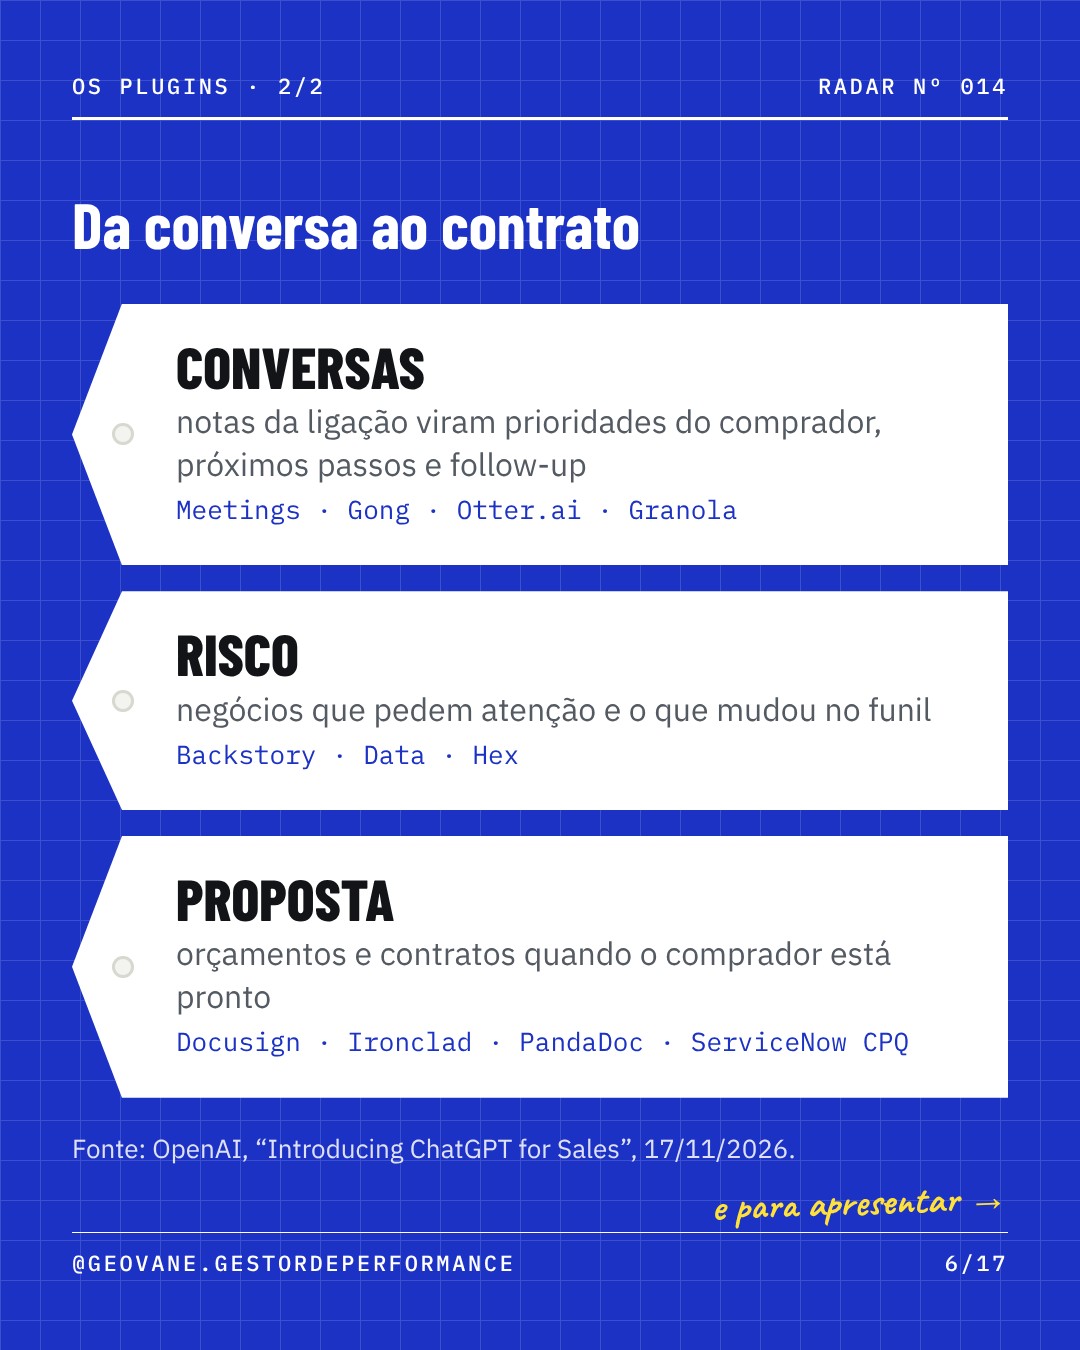 OS PLUGINS · 2/2
RADAR Nº 014
Da conversa ao contrato
CONVERSAS
notas da ligação viram prioridades do comprador,
próximos passos e follow-up
Meetings · Gong · Otter.ai · Granola
RISCO
negócios que pedem atenção e o que mudou no funil
Backstory · Data · Hex
PROPOSTA
orçamentos e contratos quando o comprador está
pronto
Docusign · Ironclad · PandaDoc · ServiceNow CPQ
Fonte: OpenAI, “Introducing ChatGPT for Sales”, 17/11/2026.
e para apresentar →
@GEOVANE.GESTORDEPERFORMANCE
6/17